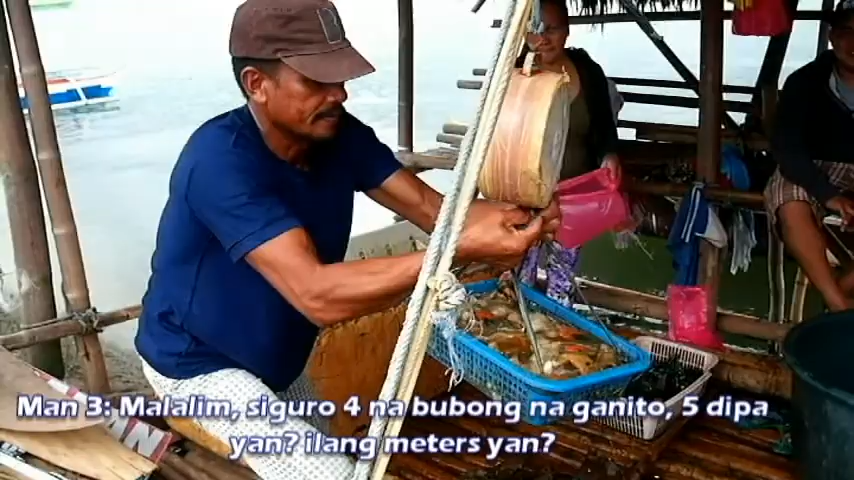 Man 3: Malalim, siguro 4 na bubong na ganito, 5 dipa
yan? ilang meters yan?